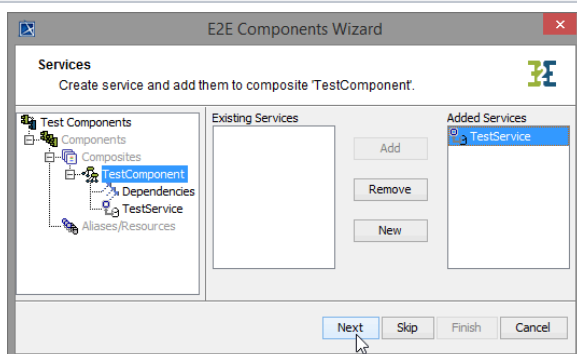 E2E Components Wizard
×
Services
Create service and add them to composite 'TestComponent'.
E2E
Test Components
Components
Composites
TestComponent
Dependencies
TestService
Aliases/Resources
Existing Services
Add
Remove
New
Added Services
TestService
Next
Skip
Finish
Cancel